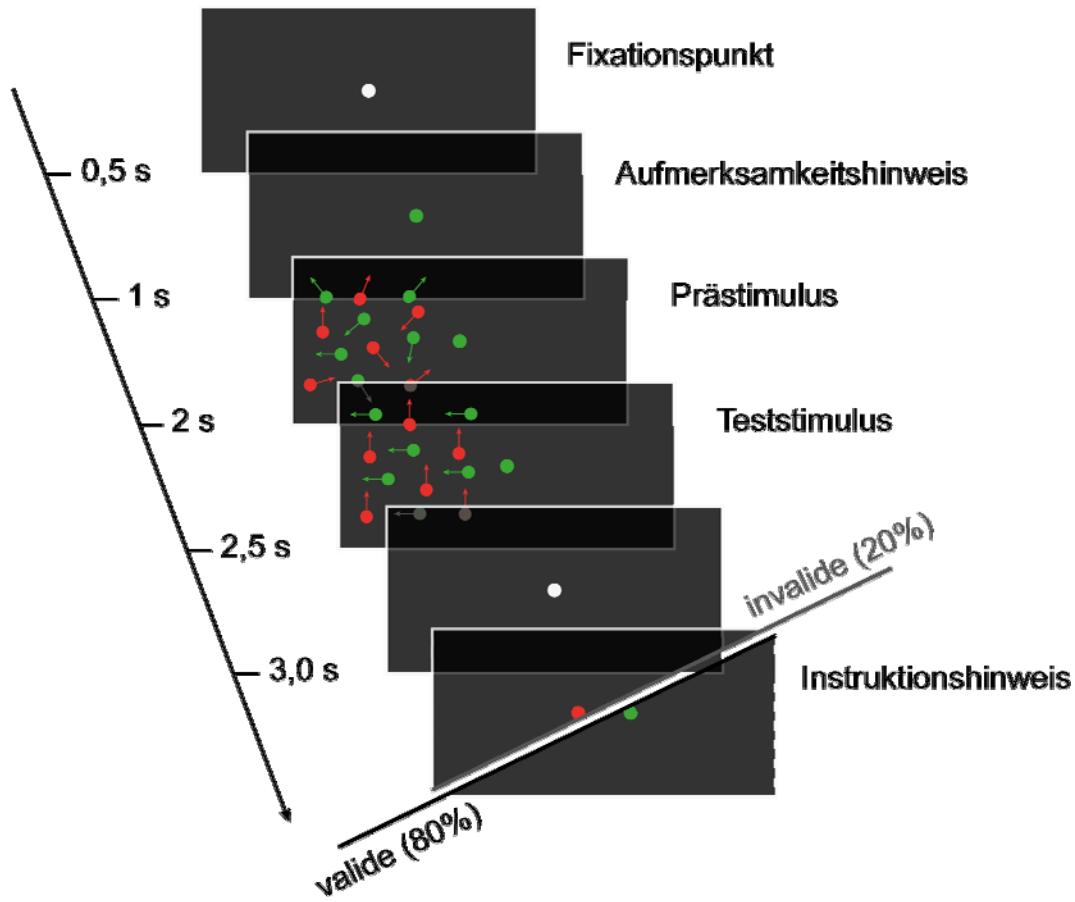 Fixationspunkt
0,5 s
Aufmerksamkeitshinweis
1 s
Prästimulus
2 s
Teststimulus
2,5 s
invalide (20%)
3,0 s
Instruktionshinweis
valide (80%)